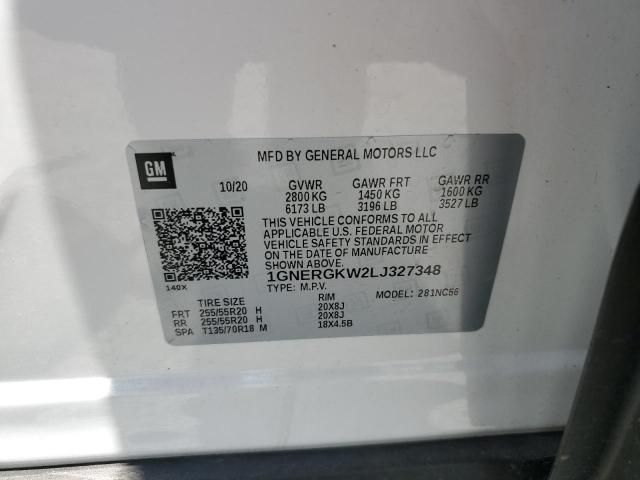 GM
MFD BY GENERAL MOTORS LLC
10/20 GVWR GAWR FRT GAWR RR
2800 KG 1450 KG 1600 KG
6173 LB 3196 LB 3527 LB
THIS VEHICLE CONFORMS TO ALL
APPLICABLE U.S. FEDERAL MOTOR
VEHICLE SAFETY STANDARDS IN EFFECT
ON THE DATE OF MANUFACTURE
SHOWN ABOVE.
140X
1GNERGKW2LJ327348
TYPE: M.P.V. MODEL: 281NC56
TIRE SIZE RIM
FRT 255/55R20 H 20X8J
RR 255/55R20 H 20X8J
SPA T135/70R18 M 18X4.5B